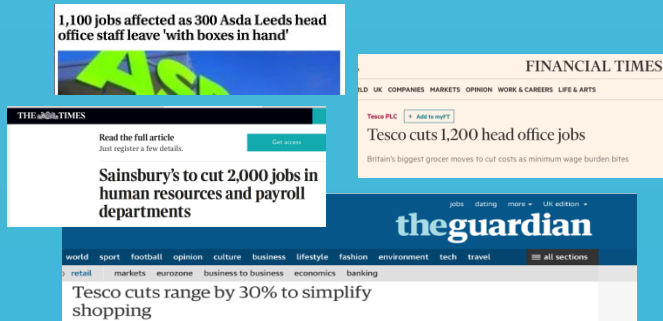 1,100 jobs affected as 300 Asda Leeds head
office staff leave 'with boxes in hand'
FINANCIAL TIMES
UK COMPANIES MARKETS OPINION WORK & CAREERS LIFE & ARTS
Tesco PLC + Add to myFT
Tesco cuts 1,200 head office jobs
Britain's biggest grocer moves to cut costs as minimum wage burden bites
THE TIMES
Read the full article
Just register a few details.
Get access
Sainsbury's to cut 2,000 jobs in
human resources and payroll
departments
jobs dating more UK edition
theguardian
world sport football opinion culture business lifestyle fashion environment tech travel all sections
retail markets eurozone business to business economics banking
Tesco cuts range by 30% to simplify
shopping